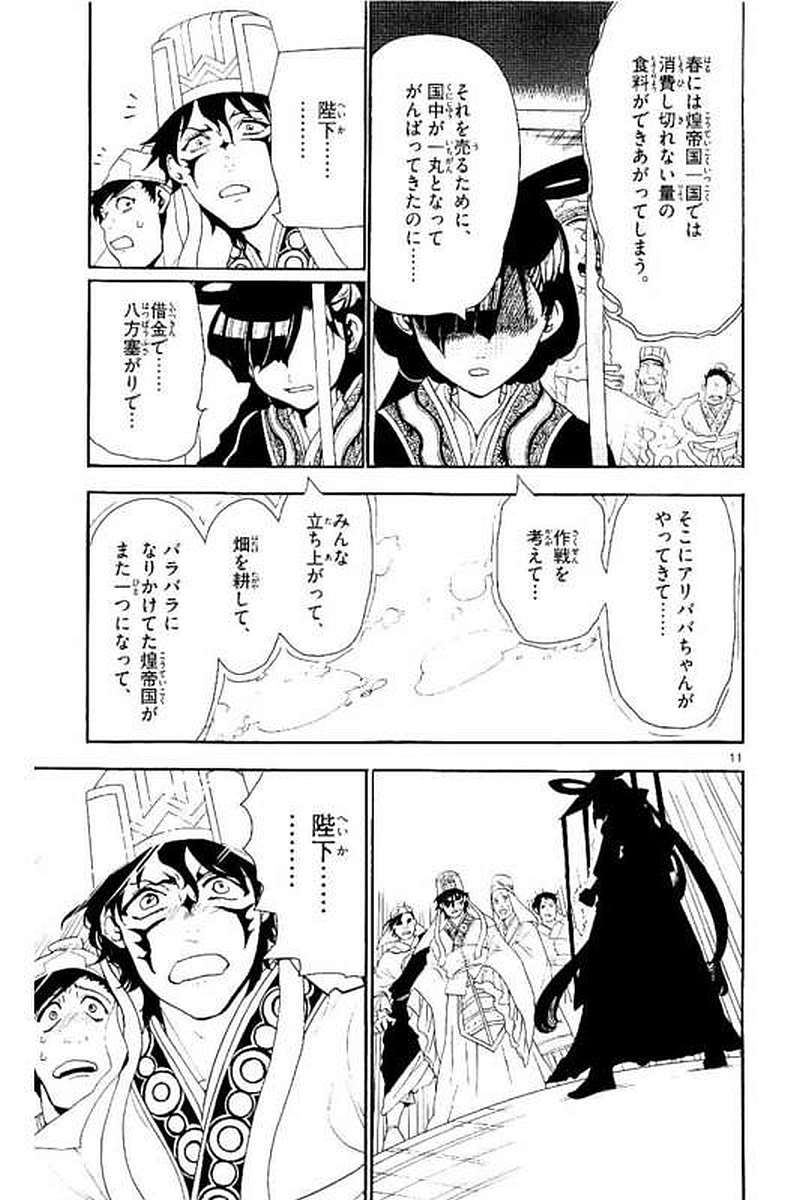 春には煌帝国一国では
消費し切れない量の
食料ができあがってしまう。
それを売るために、
国中が一丸となって
がんばってきたのに……
陛下…
………
借金で……
八方塞がりで…
そこにアリババちゃんが
やってきて……
作戦を
考えて…
みんな
立ち上がって、
畑を耕して、
バラバラに
なりかけてた煌帝国が
また一つになって、
11
陛下……
………